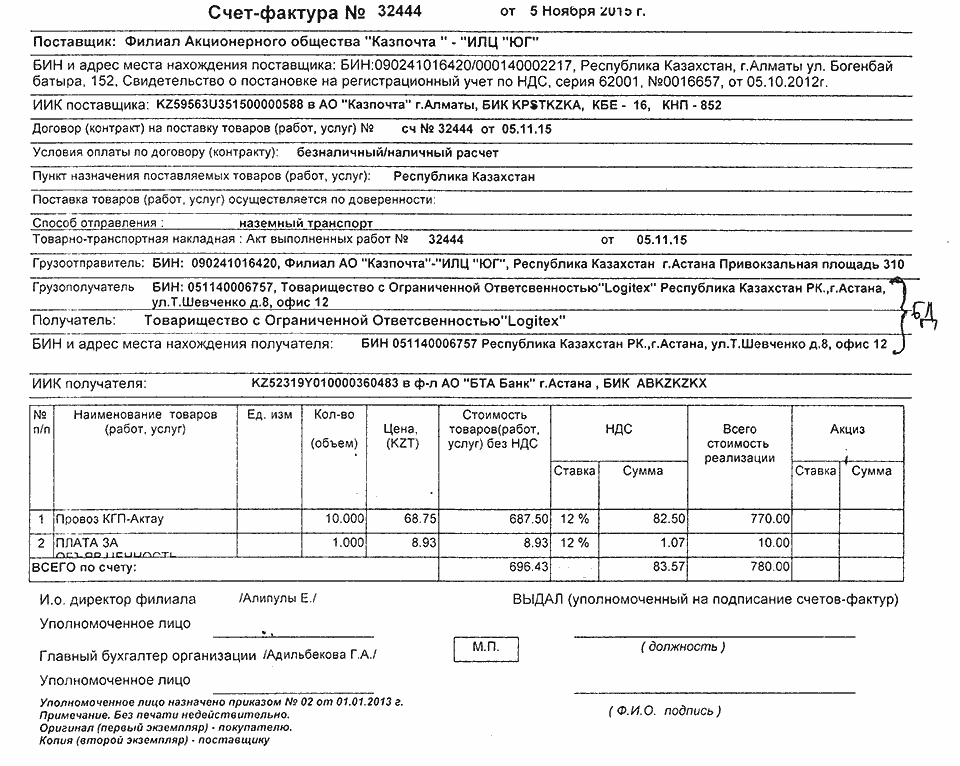 Счет-фактура № 32444 от 5 Ноября 2015 г.
Поставщик: Филиал Акционерного общества "Казпочта " - "ИЛЦ "ЮГ"
БИН и адрес места нахождения поставщика: БИН:090241016420/000140002217, Республика Казахстан, г.Алматы ул. Богенбай
батыра, 152, Свидетельство о постановке на регистрационный учет по НДС, серия 62001, №0016657, от 05.10.2012г.
ИИК поставщика: KZ59563U351500000588 в АО "Казпочта" г.Алматы, БИК KPSTKZKA, КБЕ - 16, КНП - 852
Договор (контракт) на поставку товаров (работ, услуг) № сч № 32444 от 05.11.15
Условия оплаты по договору (контракту): безналичный/наличный расчет
Пункт назначения поставляемых товаров (работ, услуг): Республика Казахстан
Поставка товаров (работ, услуг) осуществляется по доверенности:
Способ отправления : наземный транспорт
Товарно-транспортная накладная : Акт выполненных работ № 32444 от 05.11.15
Грузоотправитель: БИН: 090241016420, Филиал АО "Казпочта"-"ИЛЦ "ЮГ", Республика Казахстан г.Астана Привокзальная площадь 310
Грузополучатель БИН: 051140006757, Товарищество с Ограниченной Ответсвенностью"Logitex" Республика Казахстан РК.,г.Астана,
ул.Т.Шевченко д.8, офис 12
БД
Получатель: Товарищество с Ограниченной Ответсвенностью"Logitex"
БИН и адрес места нахождения получателя: БИН 051140006757 Республика Казахстан РК.,г.Астана, ул.Т.Шевченко д.8, офис 12
ИИК получателя: KZ52319Y010000360483 в ф-л АО "БТА Банк" г.Астана , БИК ABKZKZKX
№ Наименование товаров Ед. изм Кол-во Цена, Стоимость НДС Всего Акциз
п/п (работ, услуг) (объем) (KZT) товаров(работ, стоимость
услуг) без НДС реализации
Ставка Сумма Ставка Сумма
1 Провоз КГП-Актау 10.000 68.75 687.50 12 % 82.50 770.00
2 ПЛАТА ЗА 1.000 8.93 8.93 12 % 1.07 10.00
ВСЕГО по счету: 696.43 83.57 780.00
И.о. директор филиала /Алипулы Е./ ВЫДАЛ (уполномоченный на подписание счетов-фактур)
Уполномоченное лицо
( должность )
Главный бухгалтер организации /Адильбекова Г.А./ М.П.
Уполномоченное лицо
Уполномоченное лицо назначено приказом № 02 от 01.01.2013 г.
( Ф.И.О. подпись )
Примечание. Без печати недействительно.
Оригинал (первый экземпляр) - покупателю.
Копия (второй экземпляр) - поставщику